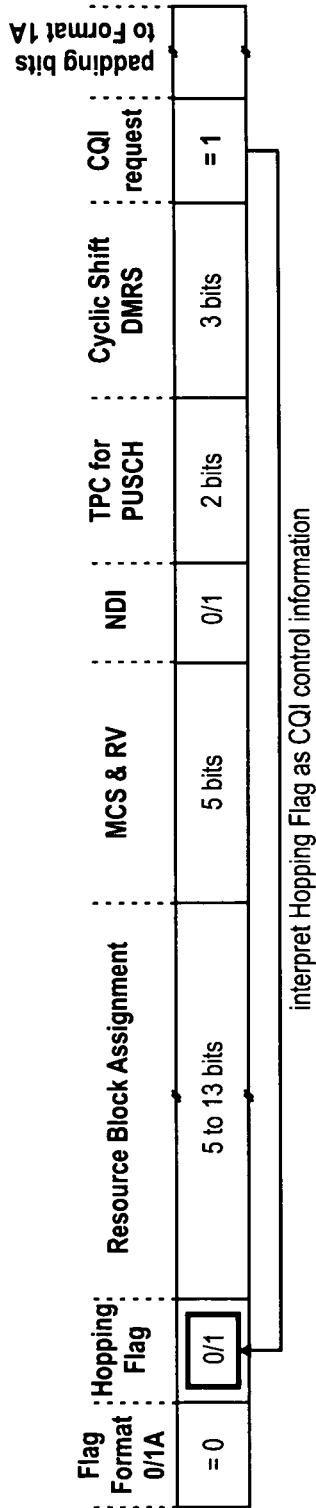 Flag
Format
0/1A
Hopping
Flag
Resource Block Assignment
MCS & RV
NDI
TPC for
PUSCH
Cyclic Shift
DMRS
CQI
request
padding bits
to Format 1A
= 0
0/1
5 to 13 bits
5 bits
0/1
2 bits
3 bits
= 1
interpret Hopping Flag as CQI control information